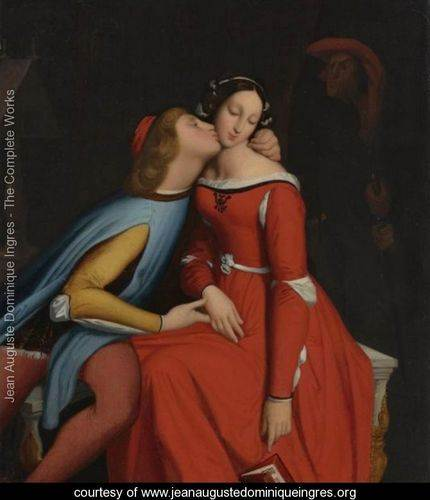 Jean Auguste Dominique Ingres - The Complete Works
courtesy of www.jeanaugustedominiqueingres.org